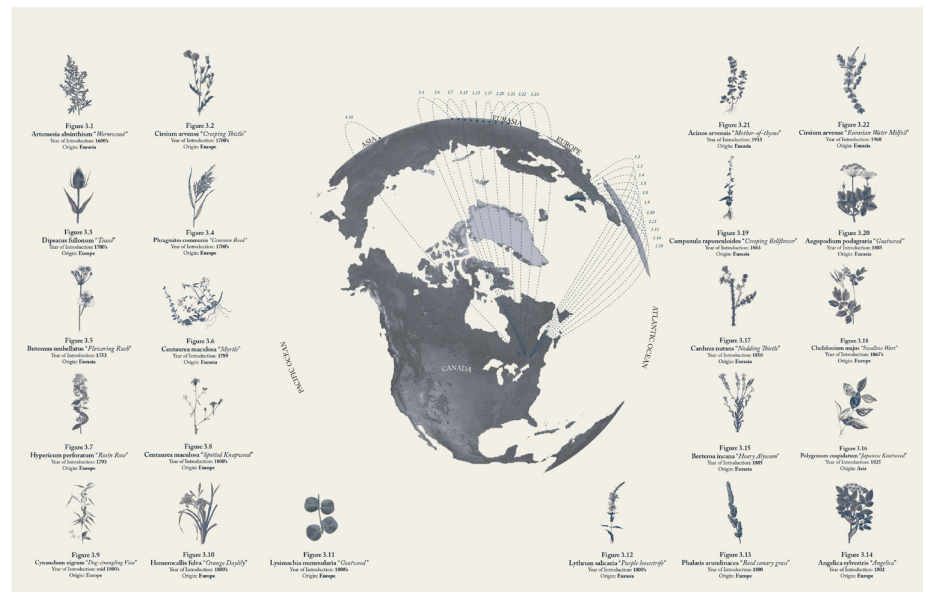 Figure 3.1
Artemesia absinthium "Wormwood"
Year of Introduction: 1600's
Origin: Eurasia
Figure 3.2
Cirsium arvense "Creeping Thistle"
Year of Introduction: 1700's
Origin: Europe
Figure 3.3
Dipsacus fullonum "Teasel"
Year of Introduction: 1700's
Origin: Europe
Figure 3.4
Phragmites communis "Common Reed"
Year of Introduction: 1700's
Origin: Europe
Figure 3.5
Butomus umbellatus "Flowering Rush"
Year of Introduction: 1753
Origin: Eurasia
Figure 3.6
Centaurea maculosa "Myrtle"
Year of Introduction: 1789
Origin: Eurasia
Figure 3.7
Hypericum perforatum "Rosin Rose"
Year of Introduction: 1793
Origin: Europe
Figure 3.8
Centaurea maculosa "Spotted Knapweed"
Year of Introduction: 1800's
Origin: Europe
Figure 3.9
Cynanchum nigrum "Dog-strangling Vine"
Year of Introduction: mid 1800's
Origin: Europe
Figure 3.10
Hemerocallis fulva "Orange Daylily"
Year of Introduction: 1800's
Origin: Europe
Figure 3.11
Lysimachia nummularia "Goatweed"
Year of Introduction: 1800's
Origin: Europe
ASIA
EURASIA
EUROPE
CANADA
PACIFIC OCEAN
ATLANTIC OCEAN
Figure 3.12
Lythrum salicaria "Purple loosestrife"
Year of Introduction: 1800's
Origin: Eurasia
Figure 3.13
Phalaris arundinacea "Reed canary grass"
Year of Introduction: 1800
Origin: Europe
Figure 3.14
Angelica sylvestris "Angelica"
Year of Introduction: 1802
Origin: Europe
Figure 3.15
Berteroa incana "Hoary Alyssum"
Year of Introduction: 1805
Origin: Eurasia
Figure 3.16
Polygonum cuspidatum "Japanese Knotweed"
Year of Introduction: 1825
Origin: Asia
Figure 3.17
Carduus nutans "Nodding Thistle"
Year of Introduction: 1850
Origin: Eurasia
Figure 3.18
Chelidonium majus "Swallow Wort"
Year of Introduction: 1867's
Origin: Europe
Figure 3.19
Campanula rapunculoides "Creeping Bellflower"
Year of Introduction: 1863
Origin: Eurasia
Figure 3.20
Aegopodium podagraria "Goutweed"
Origin: Eurasia
Figure 3.21
Acinos arvensis "Mother-of-thyme"
Year of Introduction: 1913
Origin: Eurasia
Figure 3.22
Cirsium arvense "Eurasian Water Milfoil"
Year of Introduction: 1960
Origin: Eurasia